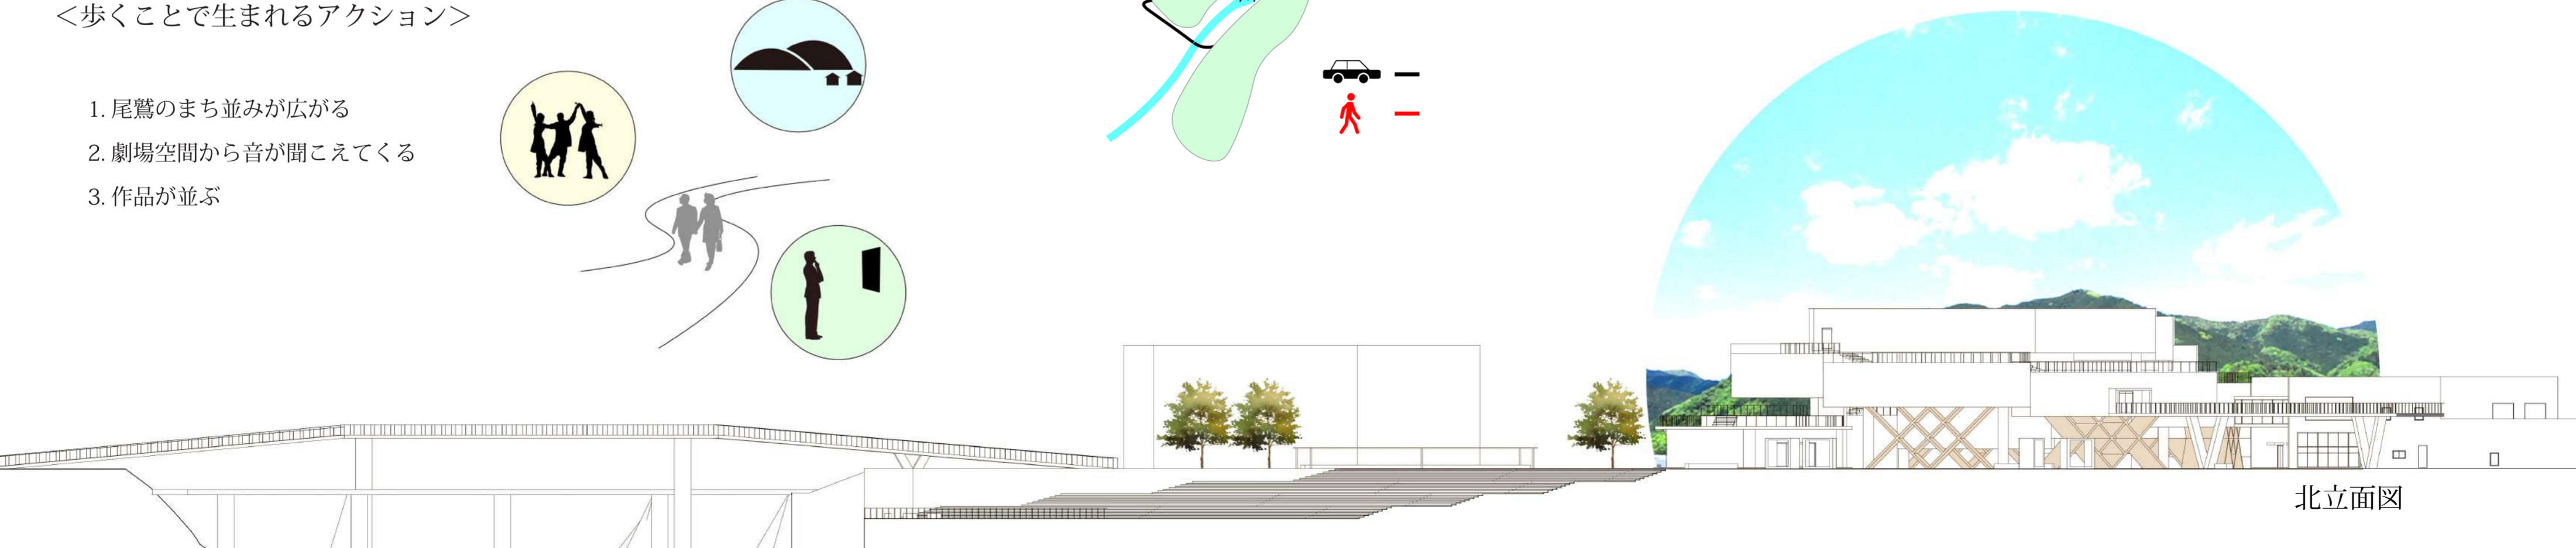 ＜歩くことで生まれるアクション＞
1. 尾鷲のまち並みが広がる
2. 劇場空間から音が聞こえてくる
3. 作品が並ぶ
北立面図